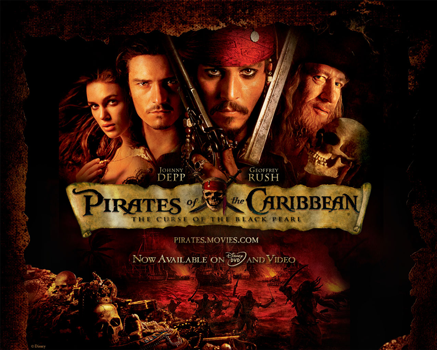 JOHNNY DEPP
GEOFFREY RUSH
PIRATES of the CARIBBEAN
THE CURSE OF THE BLACK PEARL
PIRATES.MOVIES.COM
NOW AVAILABLE ON Disney DVD AND VIDEO
© Disney